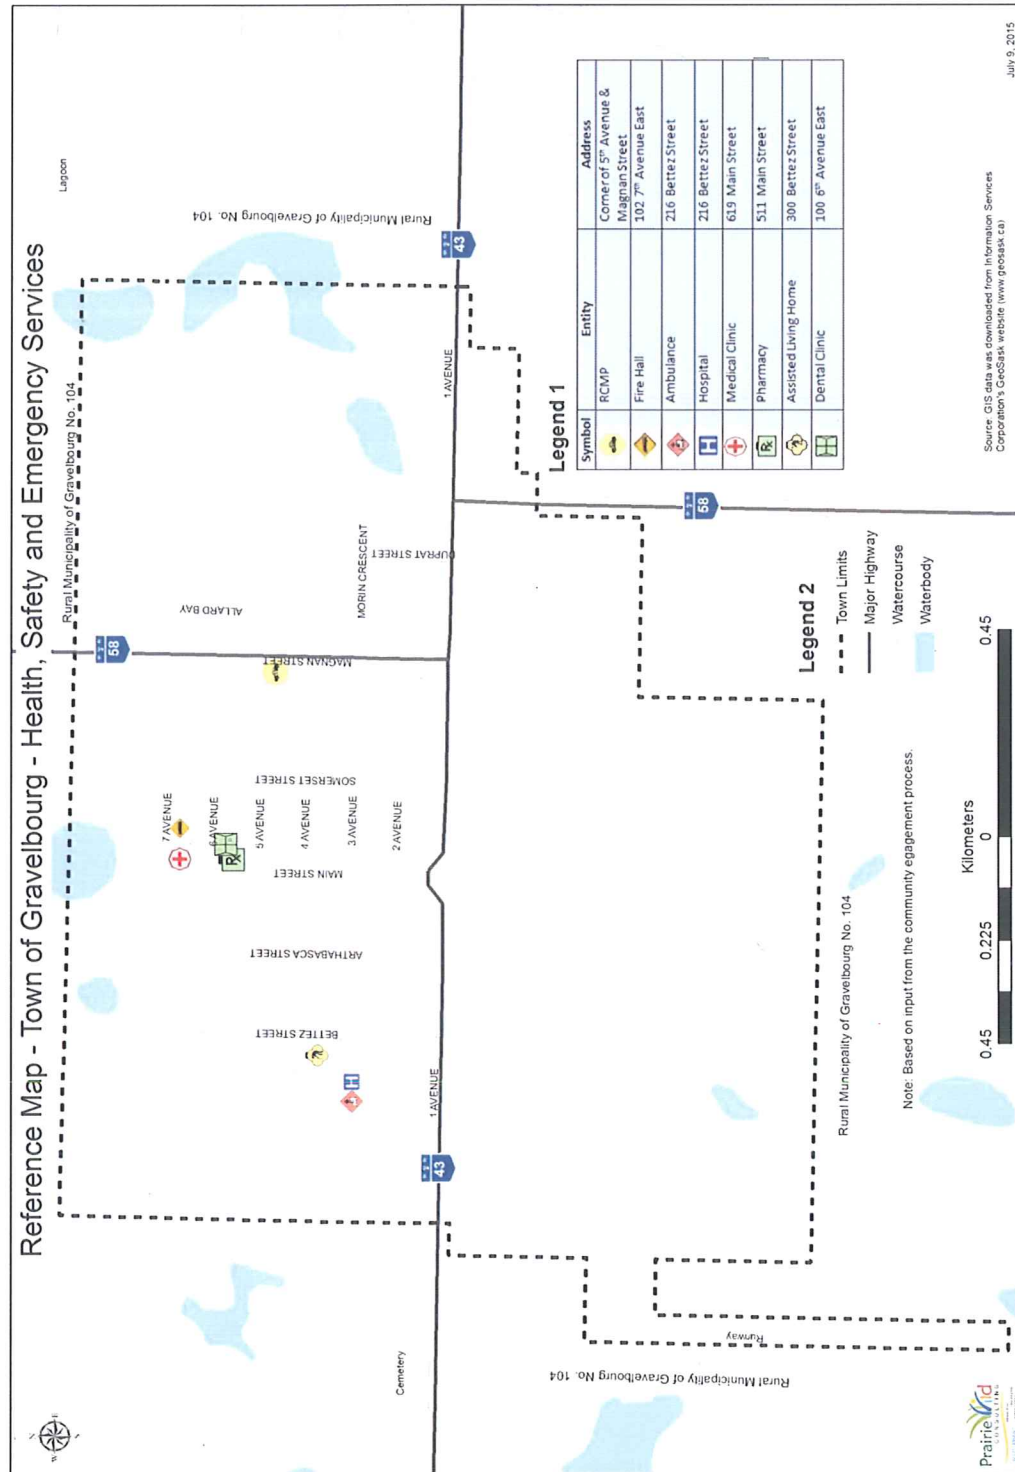 Reference Map - Town of Gravelbourg - Health, Safety and Emergency Services
Lagoon
Rural Municipality of Gravelbourg No. 104
Rural Municipality of Gravelbourg No. 104
58
ALLARD BAY
MORIN CRESCENT
DUPRAT STREET
MAGNAN STREET
SOMERSET STREET
7 AVENUE
6 AVENUE
5 AVENUE
4 AVENUE
3 AVENUE
2 AVENUE
Rx
MAIN STREET
ARTHABASCA STREET
BETTEZ STREET
H
1 AVENUE
43
1 AVENUE
43
58
Cemetery
Runway
Rural Municipality of Gravelbourg No. 104
Rural Municipality of Gravelbourg No. 104
Legend 1
Symbol Entity Address
RCMP Corner of 5th Avenue &
Magnan Street
Fire Hall 102 7th Avenue East
Ambulance 216 Bettez Street
H Hospital 216 Bettez Street
Medical Clinic 619 Main Street
Rx Pharmacy 511 Main Street
Assisted Living Home 300 Bettez Street
Dental Clinic 100 6th Avenue East
Legend 2
Town Limits
Major Highway
Watercourse
Waterbody
Note: Based on input from the community egagement process.
Kilometers
0.45 0.225 0 0.45
Source: GIS data was downloaded from Information Services
Corporation's GeoSask website (www.geosask.ca)
July 9, 2015
PrairieWild
CONSULTING